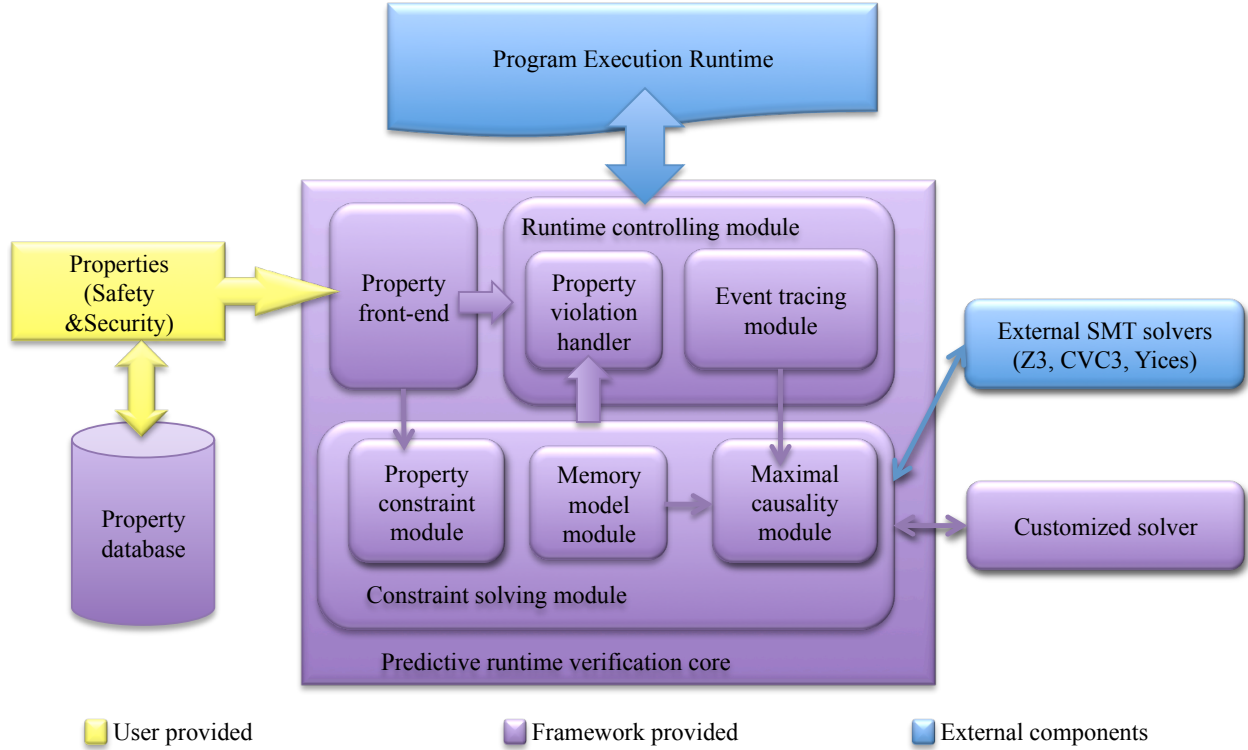 Program Execution Runtime
Runtime controlling module
Properties
(Safety
&Security)
Property
front-end
Property
violation
handler
Event tracing
module
External SMT solvers
(Z3, CVC3, Yices)
Property
database
Property
constraint
module
Memory
model
module
Maximal
causality
module
Customized solver
Constraint solving module
Predictive runtime verification core
User provided
Framework provided
External components